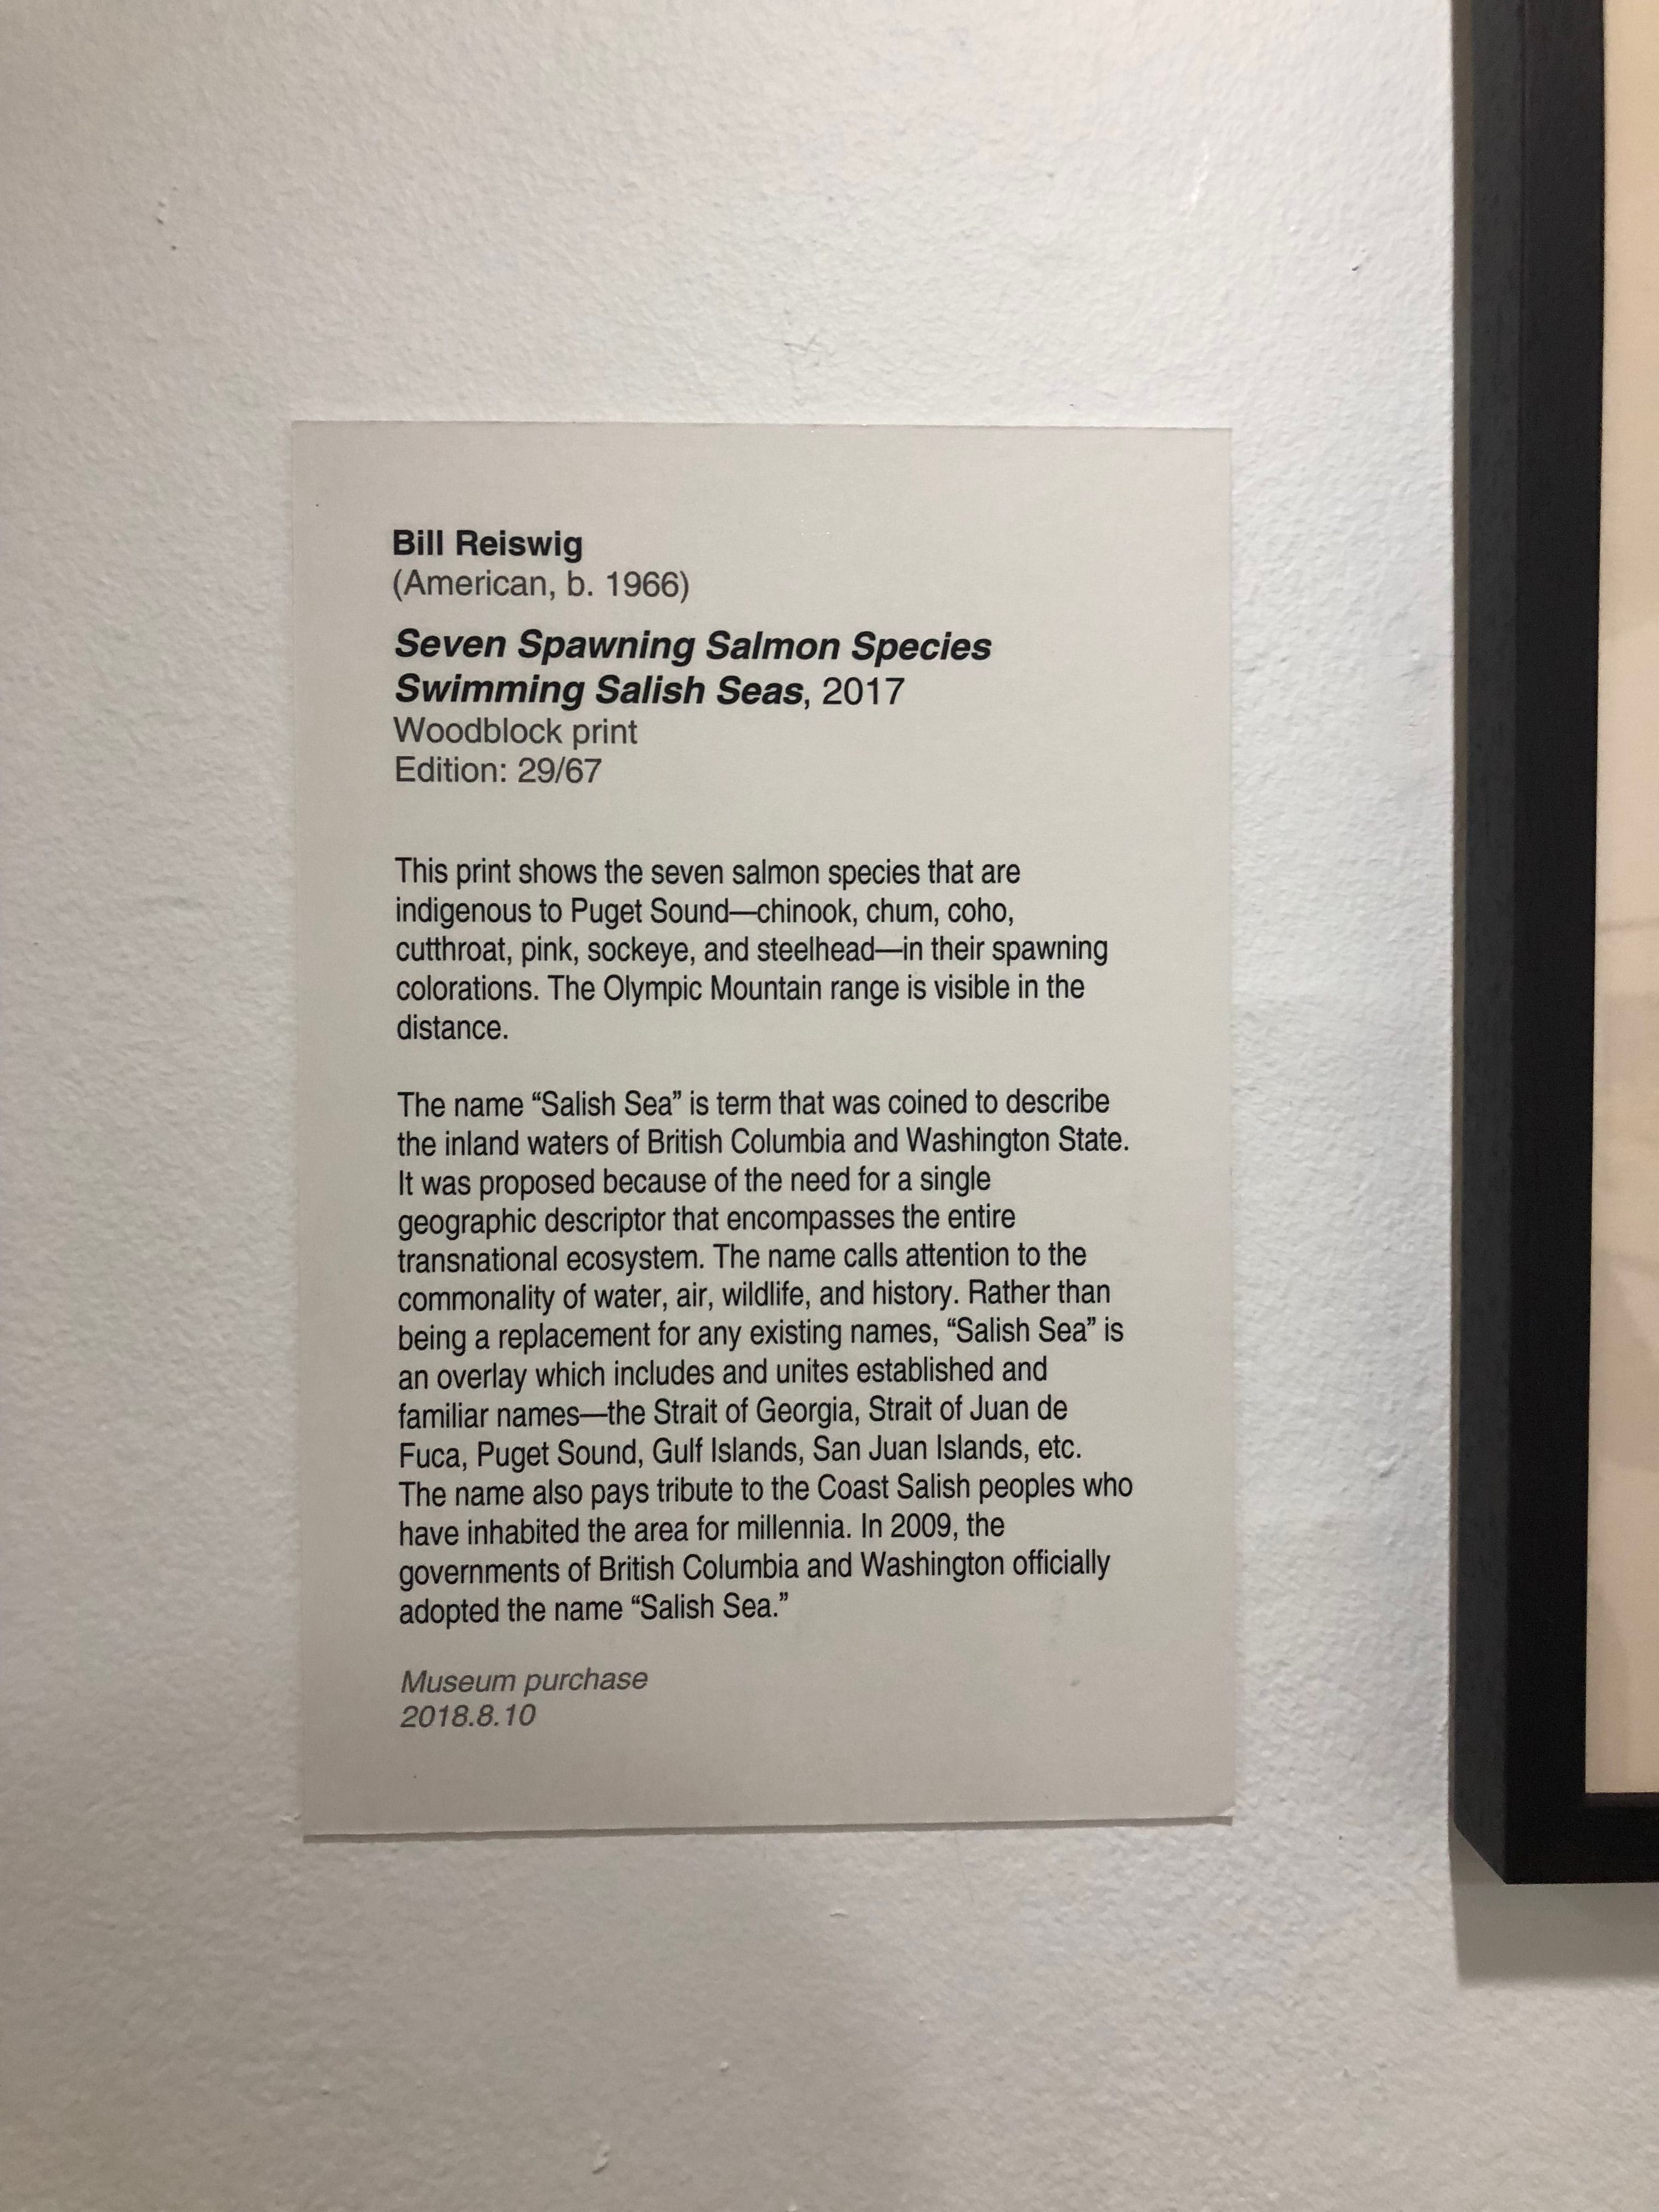 Bill Reiswig
(American, b. 1966)
Seven Spawning Salmon Species
Swimming Salish Seas, 2017
Woodblock print
Edition: 29/67
This print shows the seven salmon species that are
indigenous to Puget Sound—chinook, chum, coho,
cutthroat, pink, sockeye, and steelhead—in their spawning
colorations. The Olympic Mountain range is visible in the
distance.
The name “Salish Sea” is term that was coined to describe
the inland waters of British Columbia and Washington State.
It was proposed because of the need for a single
geographic descriptor that encompasses the entire
transnational ecosystem. The name calls attention to the
commonality of water, air, wildlife, and history. Rather than
being a replacement for any existing names, “Salish Sea” is
an overlay which includes and unites established and
familiar names—the Strait of Georgia, Strait of Juan de
Fuca, Puget Sound, Gulf Islands, San Juan Islands, etc.
The name also pays tribute to the Coast Salish peoples who
have inhabited the area for millennia. In 2009, the
governments of British Columbia and Washington officially
adopted the name “Salish Sea.”
Museum purchase
2018.8.10